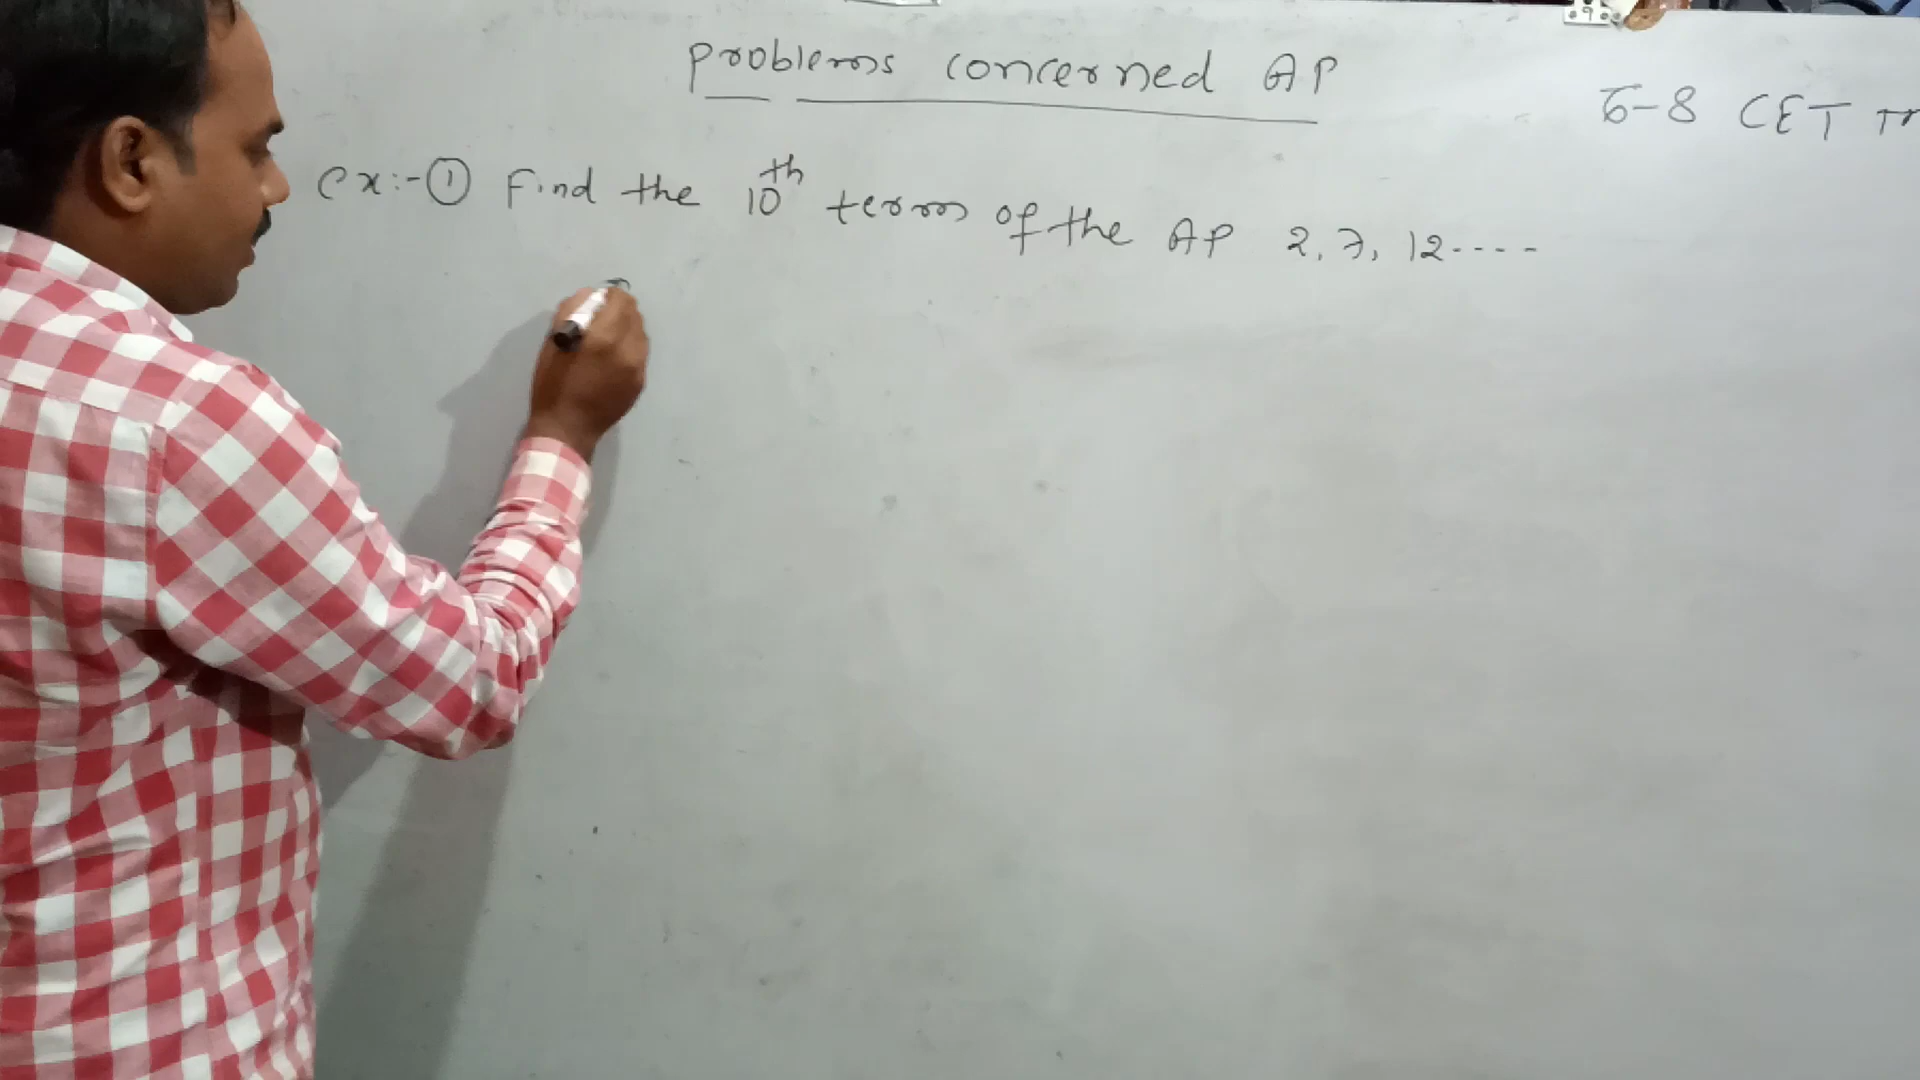 Problems concerned AP
6-8 CET
Ex:-① Find the 10th term of the AP 2, 7, 12----